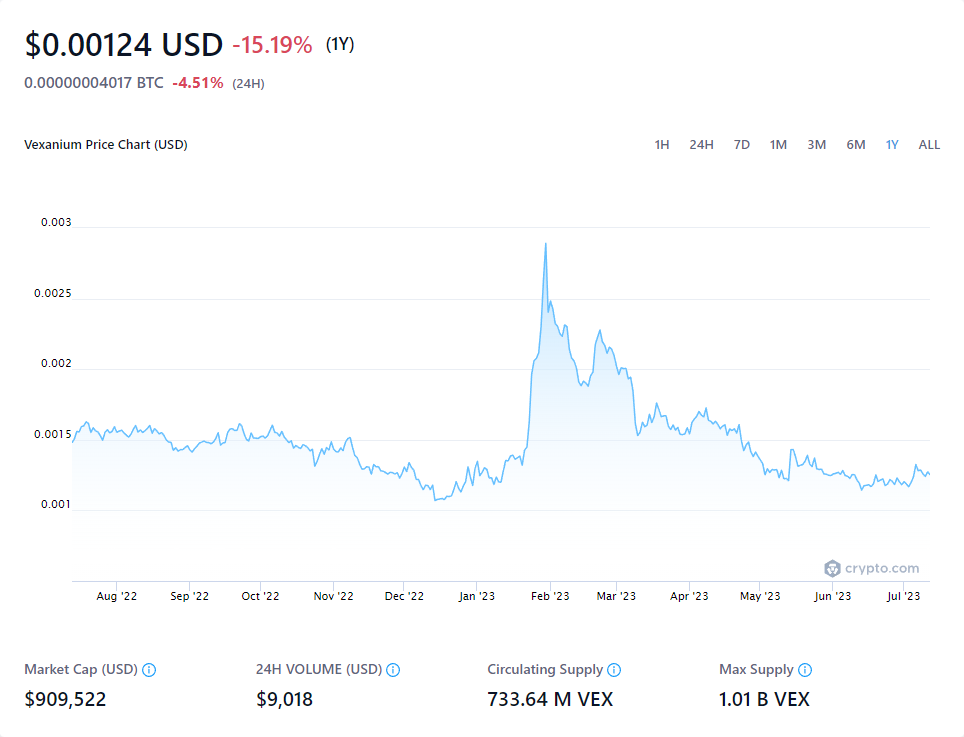 $0.00124 USD -15.19% (1Y)
0.00000004017 BTC -4.51% (24H)
Vexanium Price Chart (USD) 1H 24H 7D 1M 3M 6M 1Y ALL
0.003
0.0025
0.002
0.0015
0.001
crypto.com
Aug '22 Sep '22 Oct '22 Nov '22 Dec '22 Jan '23 Feb '23 Mar '23 Apr '23 May '23 Jun '23 Jul '23
Market Cap (USD) 24H VOLUME (USD) Circulating Supply Max Supply
$909,522 $9,018 733.64 M VEX 1.01 B VEX